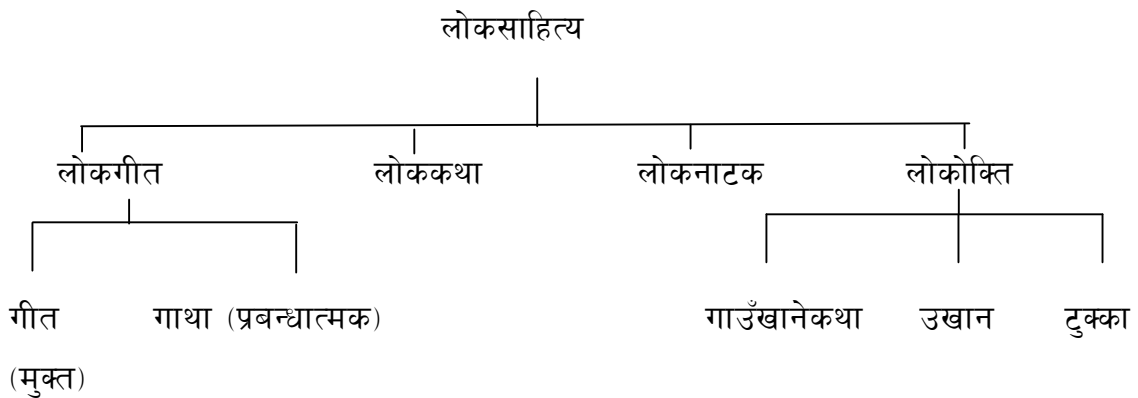 लोकसाहित्य
लोकगीत लोककथा लोकनाटक लोकोक्ति
गीत गाथा (प्रबन्धात्मक) गाउँखानेकथा उखान टुक्का
(मुक्त)